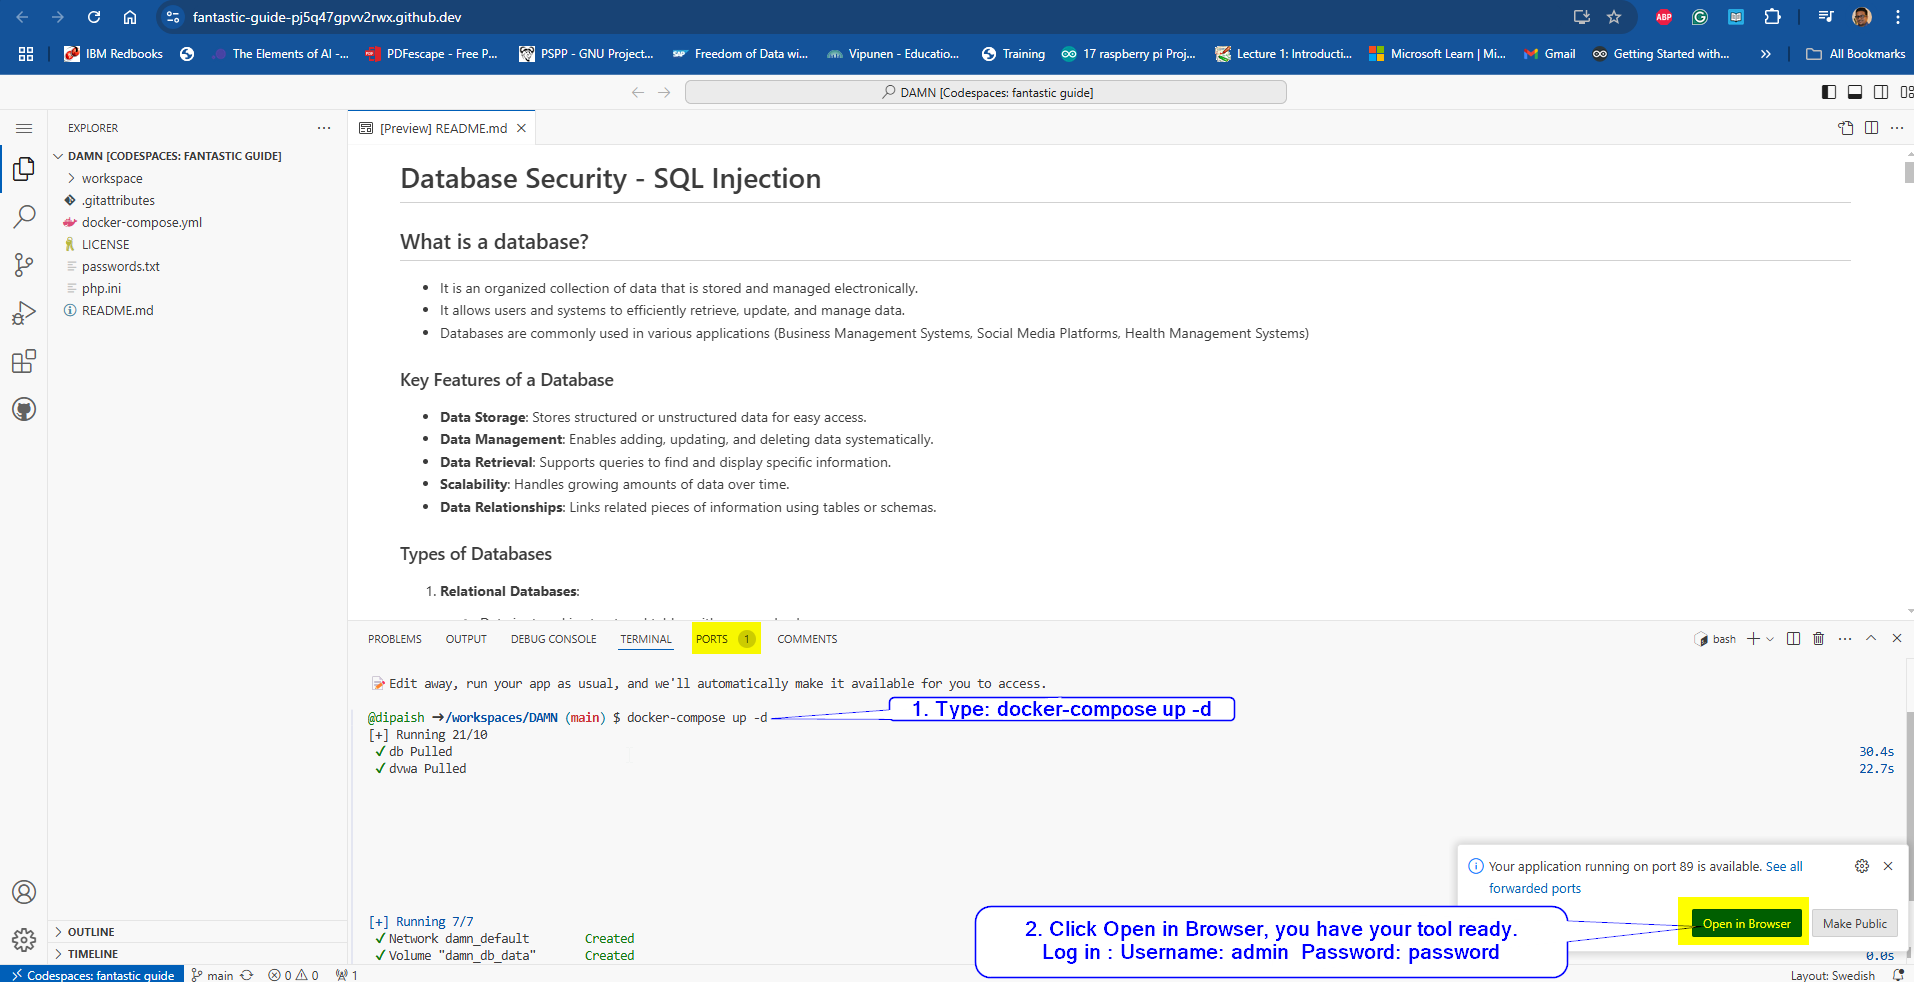 fantastic-guide-pj5q47gpvv2rwx.github.dev
ABP
IBM Redbooks
The Elements of AI -...
PDFescape - Free P...
PSPP - GNU Project...
Freedom of Data wi...
Vipunen - Educatio...
Training
17 raspberry pi Proj...
Lecture 1: Introducti...
Microsoft Learn | Mi...
Gmail
Getting Started with...
All Bookmarks
DAMN [Codespaces: fantastic guide]
EXPLORER
[Preview] README.md
DAMN [CODESPACES: FANTASTIC GUIDE]
workspace
.gitattributes
docker-compose.yml
LICENSE
passwords.txt
php.ini
README.md
Database Security - SQL Injection
What is a database?
• It is an organized collection of data that is stored and managed electronically.
• It allows users and systems to efficiently retrieve, update, and manage data.
• Databases are commonly used in various applications (Business Management Systems, Social Media Platforms, Health Management Systems)
Key Features of a Database
• Data Storage: Stores structured or unstructured data for easy access.
• Data Management: Enables adding, updating, and deleting data systematically.
• Data Retrieval: Supports queries to find and display specific information.
• Scalability: Handles growing amounts of data over time.
• Data Relationships: Links related pieces of information using tables or schemas.
Types of Databases
1. Relational Databases:
PROBLEMS
OUTPUT
DEBUG CONSOLE
TERMINAL
PORTS 1
COMMENTS
bash
Edit away, run your app as usual, and we'll automatically make it available for you to access.
@dipaish ➜/workspaces/DAMN (main) $ docker-compose up -d
1. Type: docker-compose up -d
[+] Running 21/10
✓ db Pulled 30.4s
✓ dvwa Pulled 22.7s
Your application running on port 89 is available. See all
forwarded ports
Open in Browser
Make Public
2. Click Open in Browser, you have your tool ready.
Log in : Username: admin Password: password
[+] Running 7/7
✓ Network damn_default Created
✓ Volume "damn_db_data" Created 0.0s
OUTLINE
TIMELINE
Codespaces: fantastic guide
main
0 0
1
Layout: Swedish